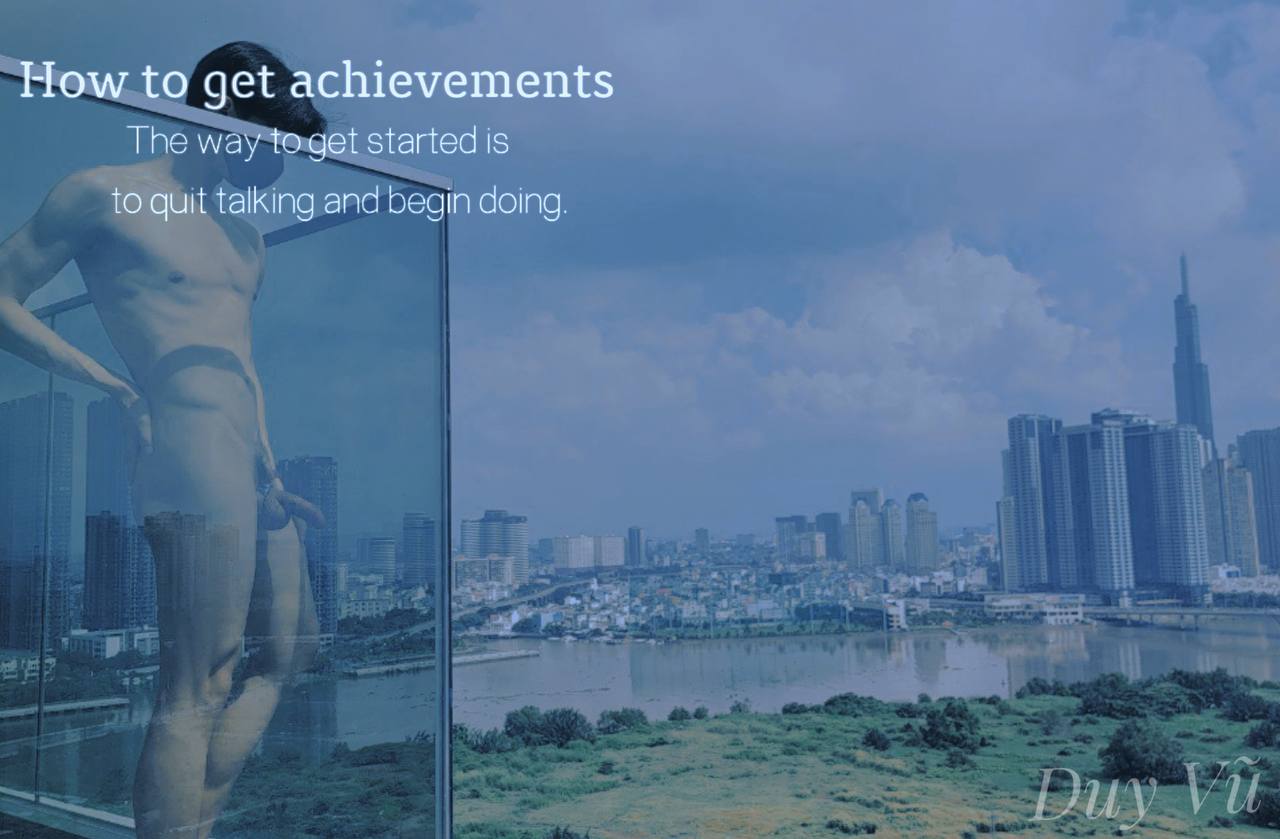 How to get achievements
The way to get started is
to quit talking and begin doing.
Duy Vũ